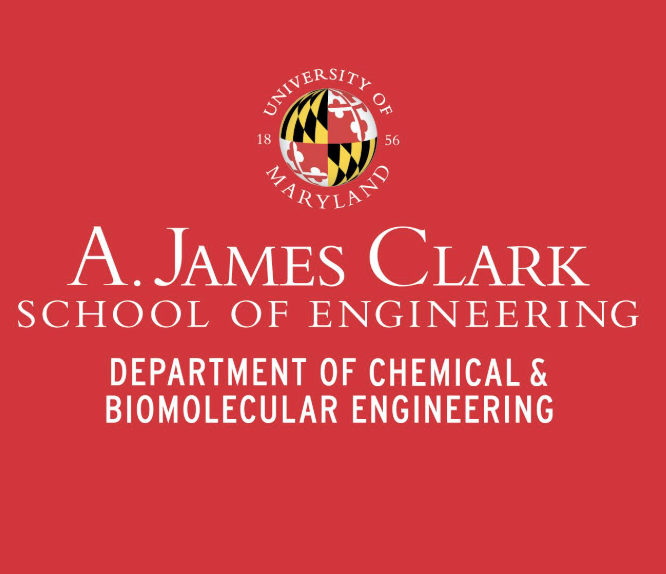 UNIVERSITY OF
18 56
MARYLAND
A. JAMES CLARK
SCHOOL OF ENGINEERING
DEPARTMENT OF CHEMICAL &
BIOMOLECULAR ENGINEERING